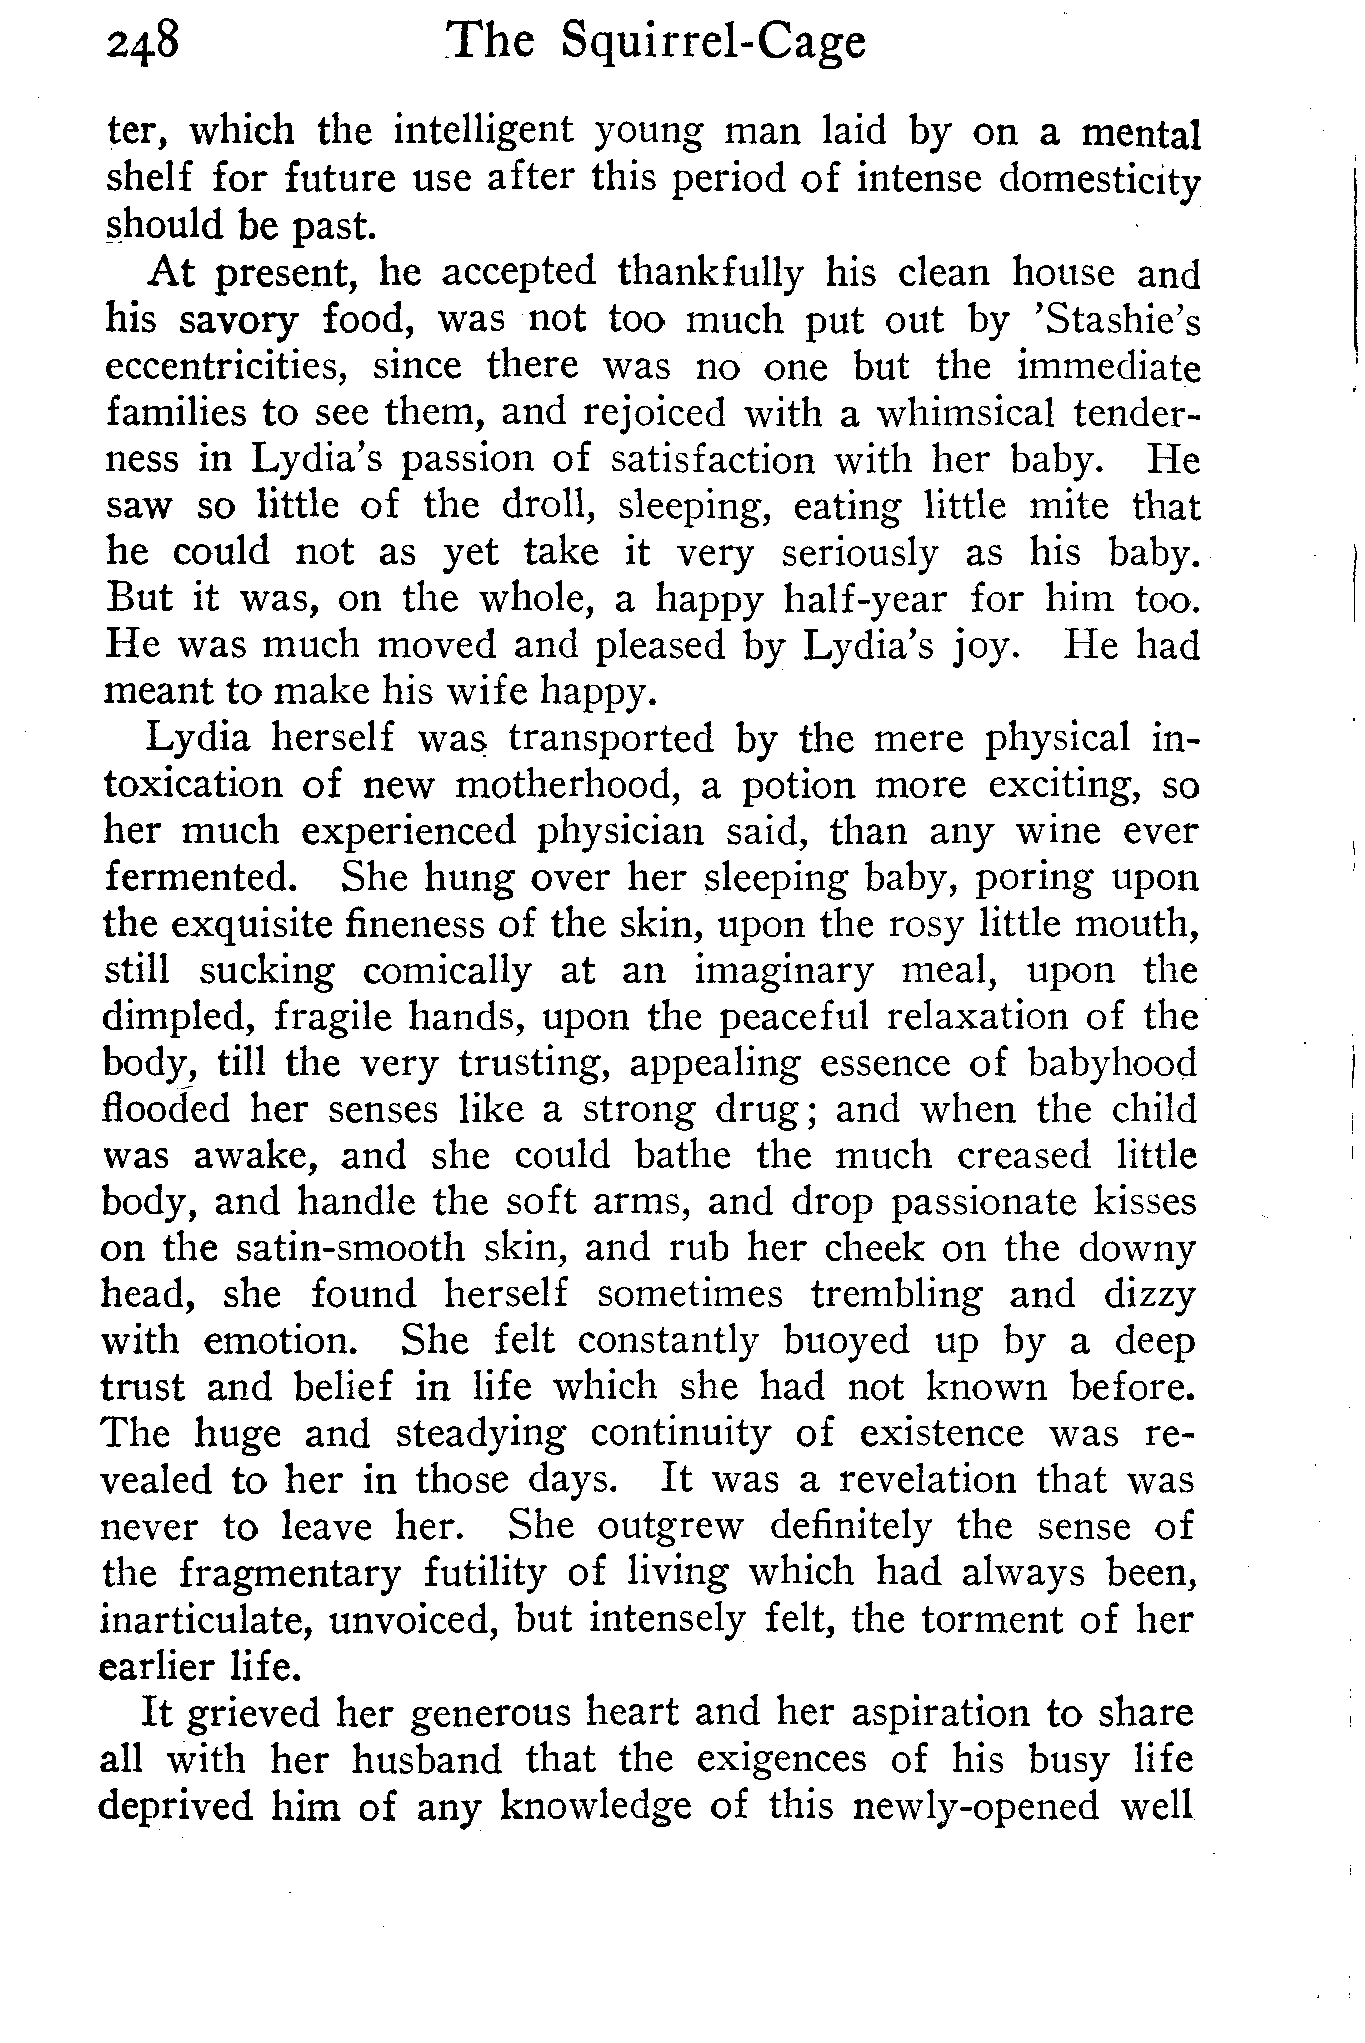 248 The Squirrel-Cage
ter, which the intelligent young man laid by on a mental
shelf for future use after this period of intense domesticity
should be past.
At present, he accepted thankfully his clean house and
his savory food, was not too much put out by 'Stashie's
eccentricities, since there was no one but the immediate
families to see them, and rejoiced with a whimsical tender-
ness in Lydia's passion of satisfaction with her baby. He
saw so little of the droll, sleeping, eating little mite that
he could not as yet take it very seriously as his baby.
But it was, on the whole, a happy half-year for him too.
He was much moved and pleased by Lydia's joy. He had
meant to make his wife happy.
Lydia herself was transported by the mere physical in-
toxication of new motherhood, a potion more exciting, so
her much experienced physician said, than any wine ever
fermented. She hung over her sleeping baby, poring upon
the exquisite fineness of the skin, upon the rosy little mouth,
still sucking comically at an imaginary meal, upon the
dimpled, fragile hands, upon the peaceful relaxation of the
body, till the very trusting, appealing essence of babyhood
flooded her senses like a strong drug; and when the child
was awake, and she could bathe the much creased little
body, and handle the soft arms, and drop passionate kisses
on the satin-smooth skin, and rub her cheek on the downy
head, she found herself sometimes trembling and dizzy
with emotion. She felt constantly buoyed up by a deep
trust and belief in life which she had not known before.
The huge and steadying continuity of existence was re-
vealed to her in those days. It was a revelation that was
never to leave her. She outgrew definitely the sense of
the fragmentary futility of living which had always been,
inarticulate, unvoiced, but intensely felt, the torment of her
earlier life.
It grieved her generous heart and her aspiration to share
all with her husband that the exigences of his busy life
deprived him of any knowledge of this newly-opened well